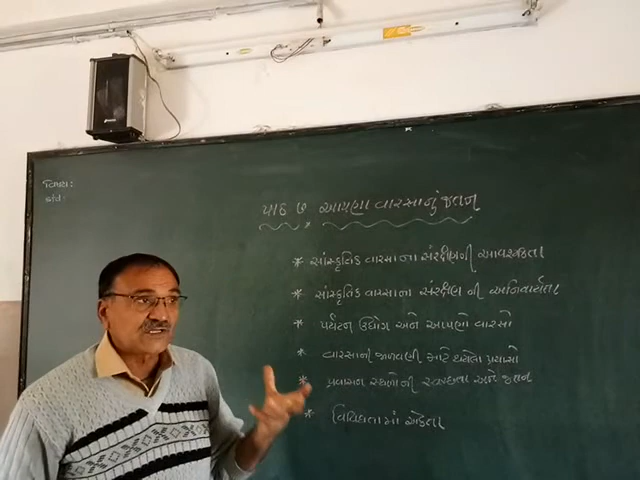 વિષય:
પાઠ ૭ આપણા વારસાનું જતન
* સાંસ્કૃતિક વારસાના સંરક્ષણની આવશ્યકતા
* સાંસ્કૃતિક વારસાના સંરક્ષણ ની અનિવાર્યતા
* પર્યટન ઉદ્યોગ અને આપણો વારસો
* વારસાની જાળવણી માટે થયેલા પ્રયાસો
* પ્રવાસન સ્થળોની સ્વચ્છતા અને જતન
* વિવિધતામાં એકતા